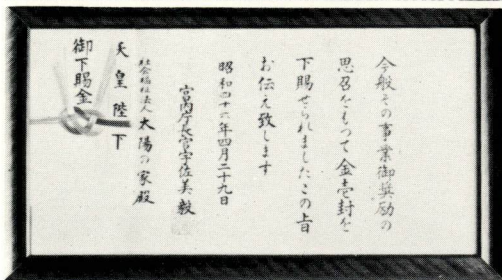 今般その事業御奨励の
思召をもって金壱封を
下賜せられましたこの旨
お伝え致します
昭和四十六年四月二十九日
宮内庁長官宇佐美毅
社会福祉法人太陽の家殿
天皇陛下
御下賜金